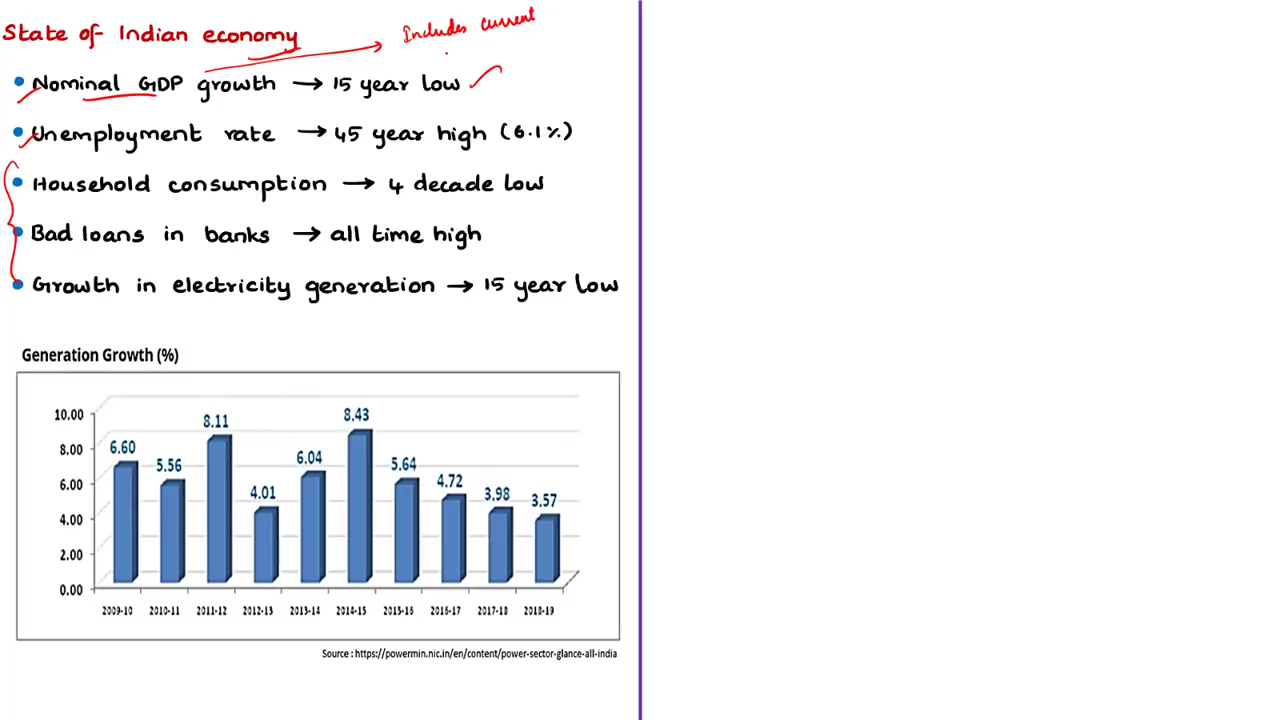 State of Indian economy
Includes current
Nominal GDP growth → 15 year low ✓
Unemployment rate → 45 year high (6.1%)
Household consumption → 4 decade low
Bad loans in banks → all time high
Growth in electricity generation → 15 year low
Generation Growth (%)
10.00
8.00
6.00
4.00
2.00
0.00
6.60 5.56 8.11 4.01 6.04 8.43 5.64 4.72 3.98 3.57
2009-10 2010-11 2011-12 2012-13 2013-14 2014-15 2015-16 2016-17 2017-18 2018-19
Source : https://powermin.nic.in/en/content/power-sector-glance-all-india